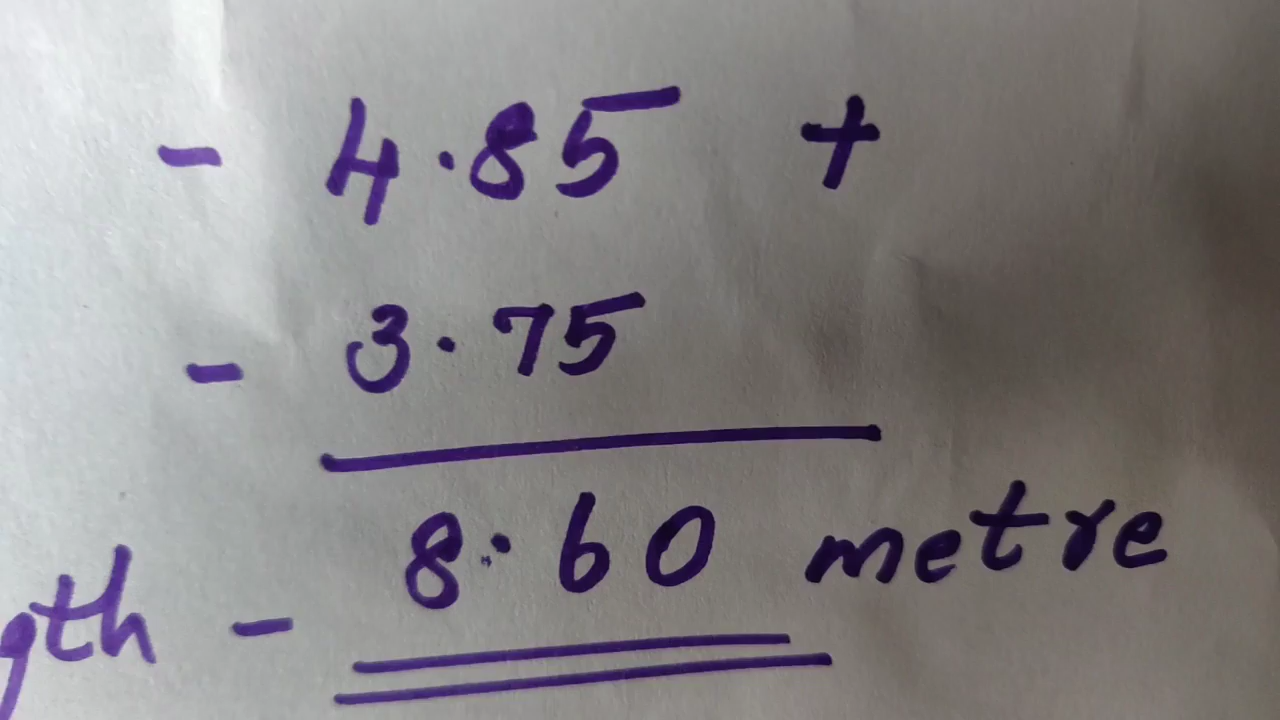 - 4.85 +
- 3.75
8.60 metre
gth -